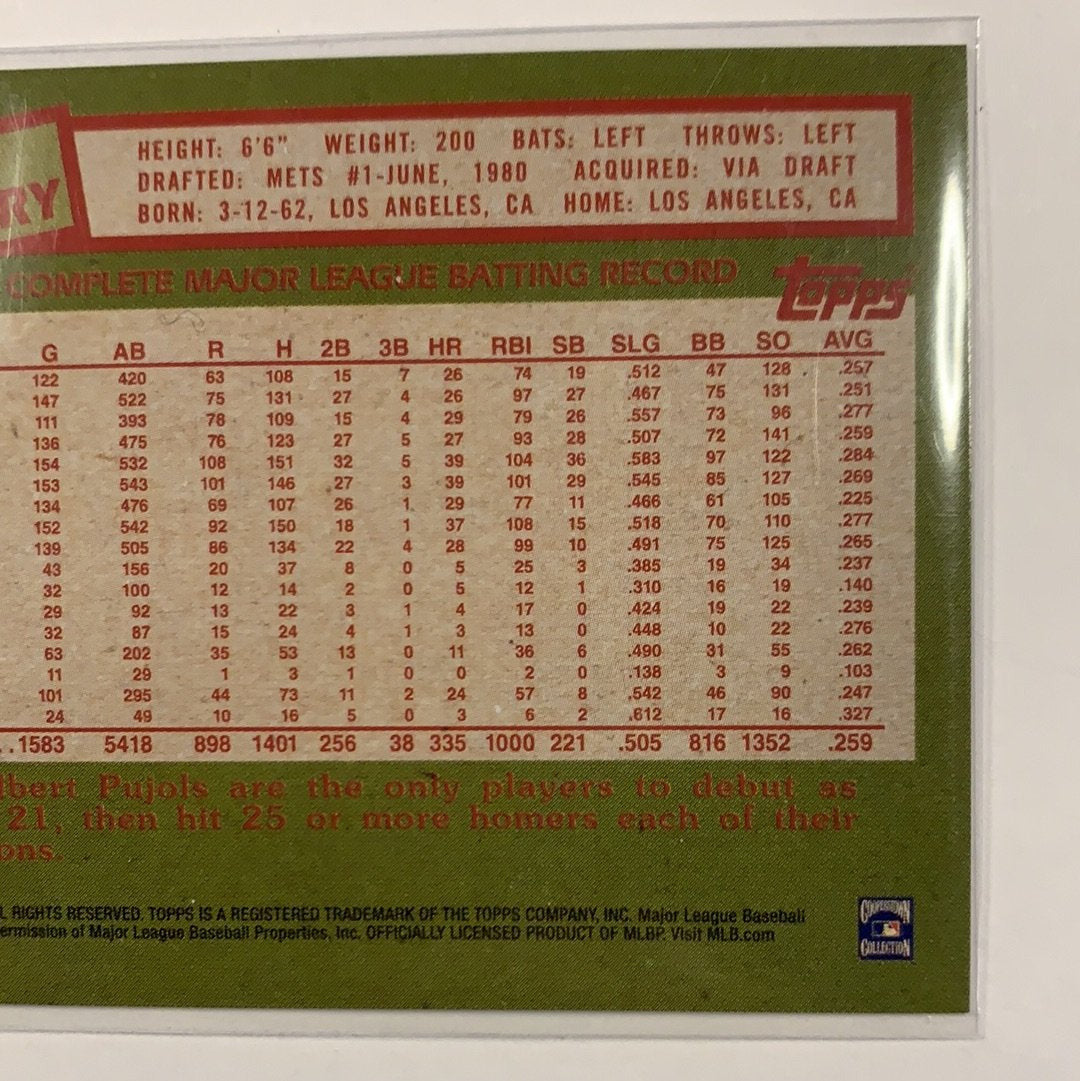 RY
HEIGHT: 6'6" WEIGHT: 200 BATS: LEFT THROWS: LEFT
DRAFTED: METS #1-JUNE, 1980 ACQUIRED: VIA DRAFT
BORN: 3-12-62, LOS ANGELES, CA HOME: LOS ANGELES, CA
COMPLETE MAJOR LEAGUE BATTING RECORD
Topps
G AB R H 2B 3B HR RBI SB SLG BB SO AVG
122 420 63 108 15 7 26 74 19 .512 47 128 .257
147 522 75 131 27 4 26 97 27 .467 75 131 .251
111 393 78 109 15 4 29 79 26 .557 73 96 .277
136 475 76 123 27 5 27 93 28 .507 72 141 .259
154 532 108 151 32 5 39 104 36 .583 97 122 .284
153 543 101 146 27 3 39 101 29 .545 85 127 .269
134 476 69 107 26 1 29 77 11 .466 61 105 .225
152 542 92 150 18 1 37 108 15 .518 70 110 .277
139 505 86 134 22 4 28 99 10 .491 75 125 .265
43 156 20 37 8 0 5 25 3 .385 19 34 .237
32 100 12 14 2 0 5 12 1 .310 16 19 .140
29 92 13 22 3 1 4 17 0 .424 19 22 .239
32 87 15 24 4 1 3 13 0 .448 10 22 .276
63 202 35 53 13 0 11 36 6 .490 31 55 .262
11 29 1 3 1 0 0 2 0 .138 3 9 .103
101 295 44 73 11 2 24 57 8 .542 46 90 .247
24 49 10 16 5 0 3 6 2 .612 17 16 .327
. .1583 5418 898 1401 256 38 335 1000 221 .505 816 1352 .259
lbert Pujols are the only players to debut as
21, then hit 25 or more homers each of their
ons.
L RIGHTS RESERVED. TOPPS IS A REGISTERED TRADEMARK OF THE TOPPS COMPANY, INC. Major League Baseball
ermission of Major League Baseball Properties, Inc. OFFICIALLY LICENSED PRODUCT OF MLBP. Visit MLB.com
COOPERSTOWN
COLLECTION